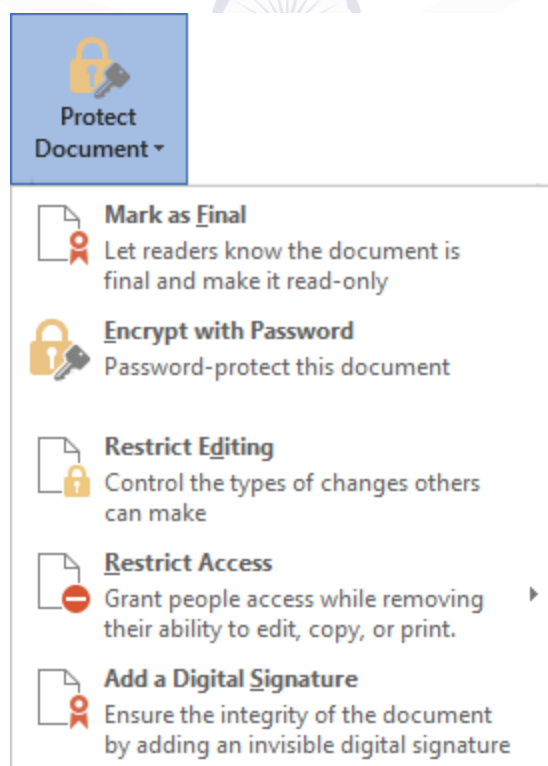 Protect
Document
Mark as Final
Let readers know the document is
final and make it read-only
Encrypt with Password
Password-protect this document
Restrict Editing
Control the types of changes others
can make
Restrict Access
Grant people access while removing
their ability to edit, copy, or print.
Add a Digital Signature
Ensure the integrity of the document
by adding an invisible digital signature